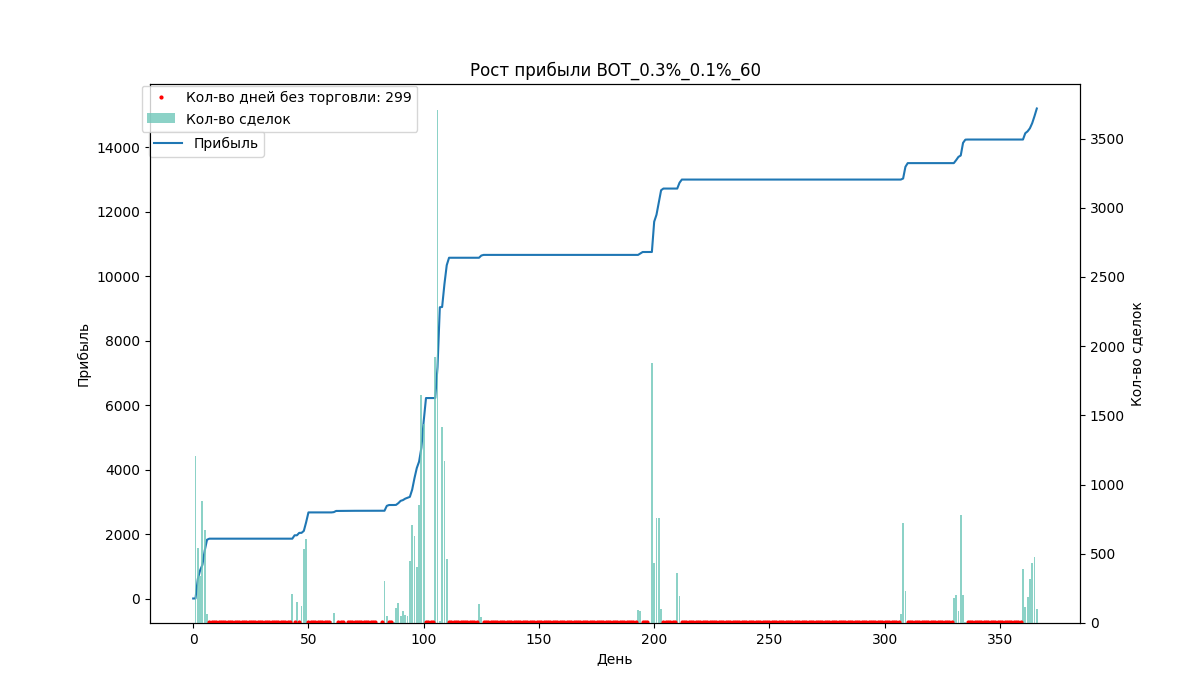 Рост прибыли BOT_0.3%_0.1%_60
Кол-во дней без торговли: 299
Кол-во сделок
Прибыль
Прибыль
14000
12000
10000
8000
6000
4000
2000
0
3500
3000
2500
2000
1500
1000
500
0
Кол-во сделок
0 50 100 150 200 250 300 350
День